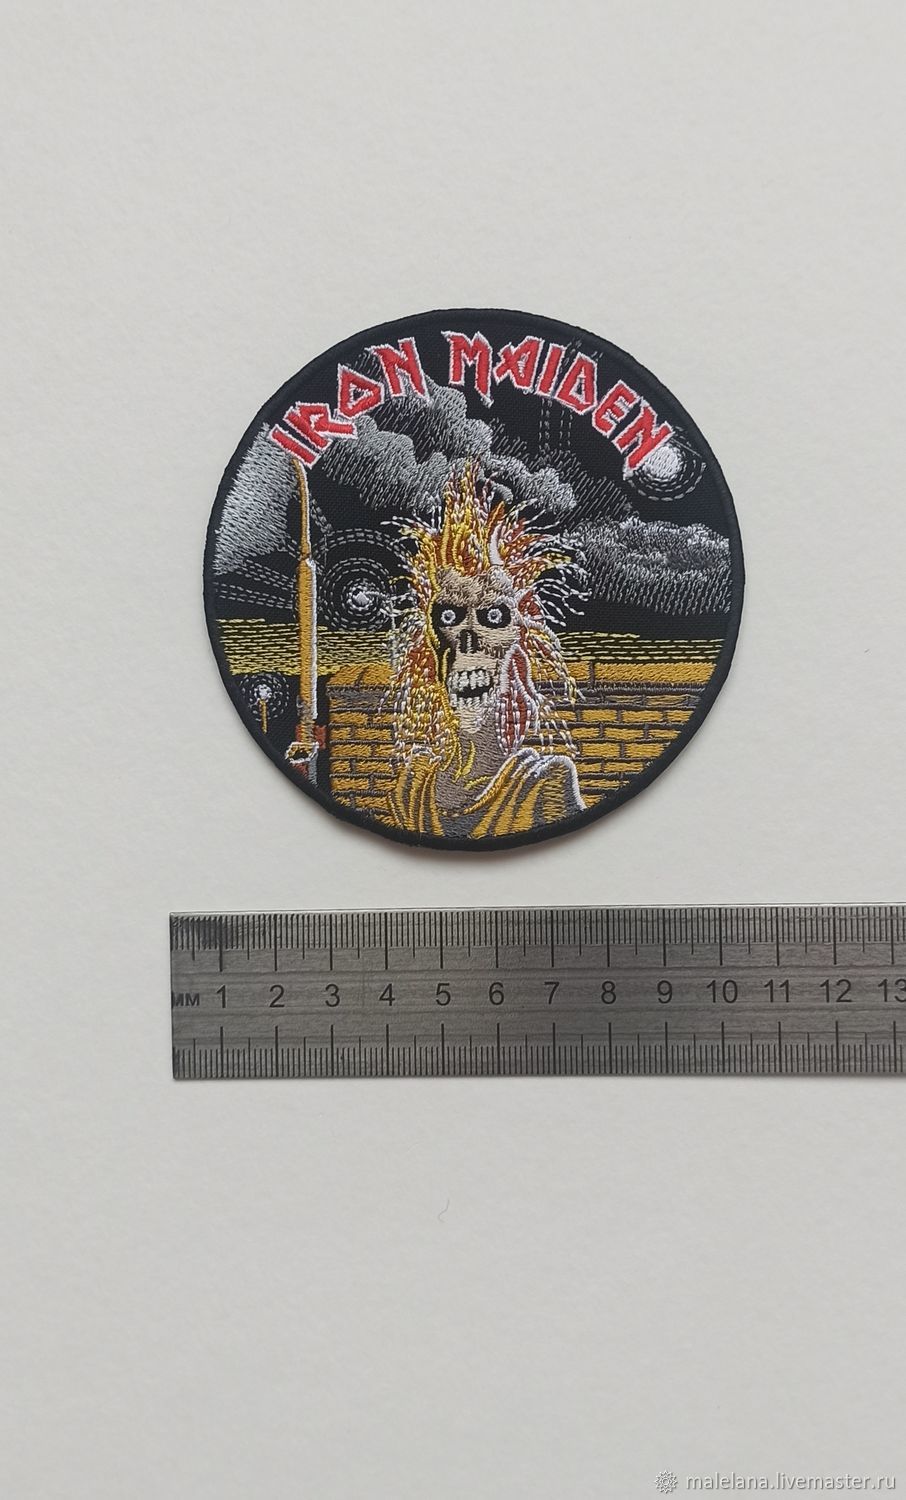 IRON MAIDEN
мм 1 2 3 4 5 6 7 8 9 10 11 12 13
malelana.livemaster.ru